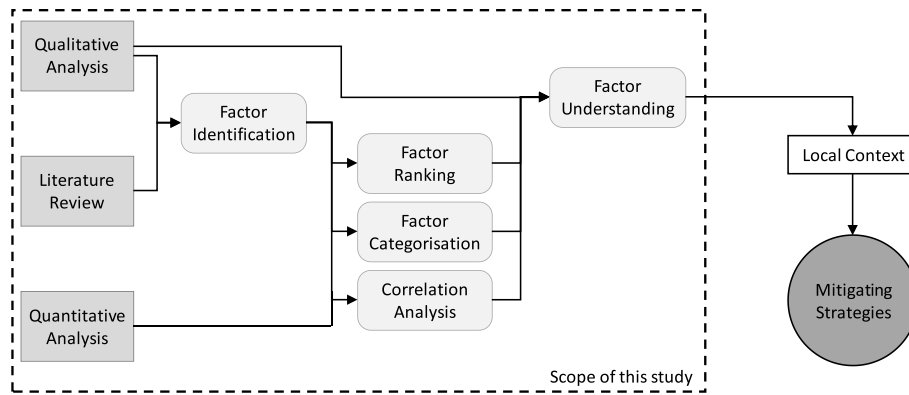 Qualitative
Analysis
Factor
Identification
Literature
Review
Quantitative
Analysis
Factor
Ranking
Factor
Categorisation
Correlation
Analysis
Factor
Understanding
Scope of this study
Local Context
Mitigating
Strategies